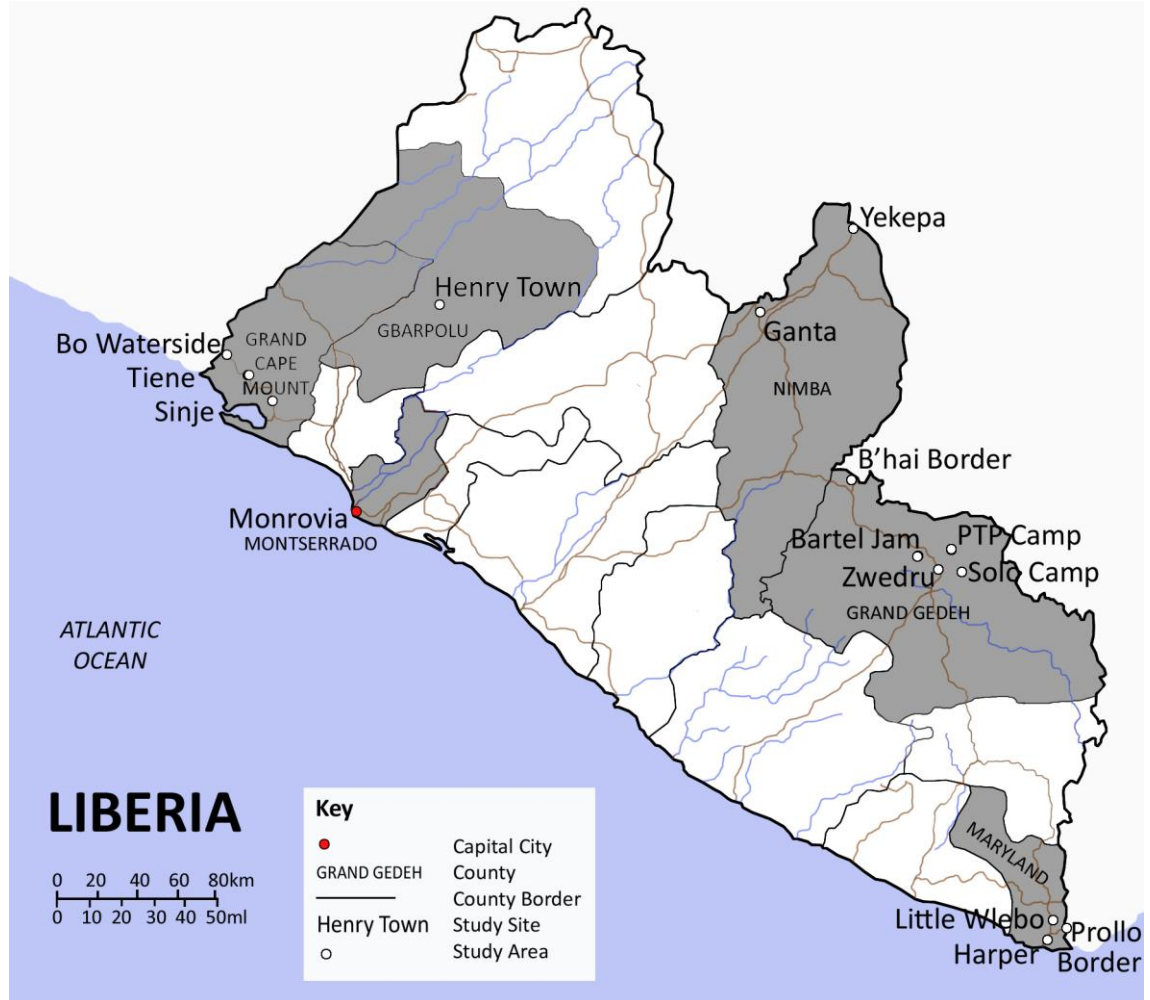 Yekepa
Henry Town
GBARPOLU
Ganta
Bo Waterside
GRAND
CAPE
MOUNT
Tiene
Sinje
NIMBA
B'hai Border
Monrovia
MONTSERRADO
Bartel Jam
PTP Camp
Zwedru
Solo Camp
GRAND GEDEH
ATLANTIC
OCEAN
LIBERIA
0 20 40 60 80km
0 10 20 30 40 50ml
Key
Capital City
GRAND GEDEH County
County Border
Henry Town Study Site
Study Area
MARYLAND
Little Wlebo
Harper
Prollo
Border